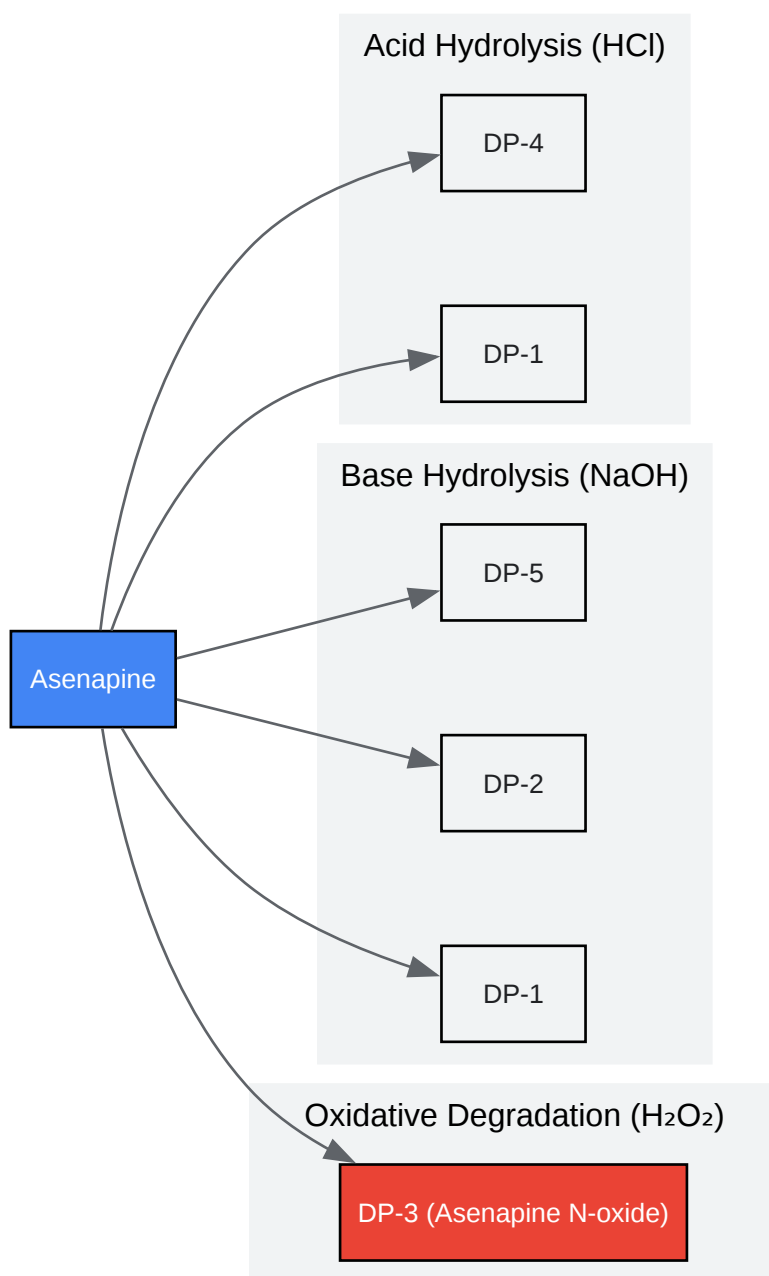 Acid Hydrolysis (HCl)
DP-4
DP-1
Base Hydrolysis (NaOH)
DP-5
Asenapine
DP-2
DP-1
Oxidative Degradation (H₂O₂)
DP-3 (Asenapine N-oxide)